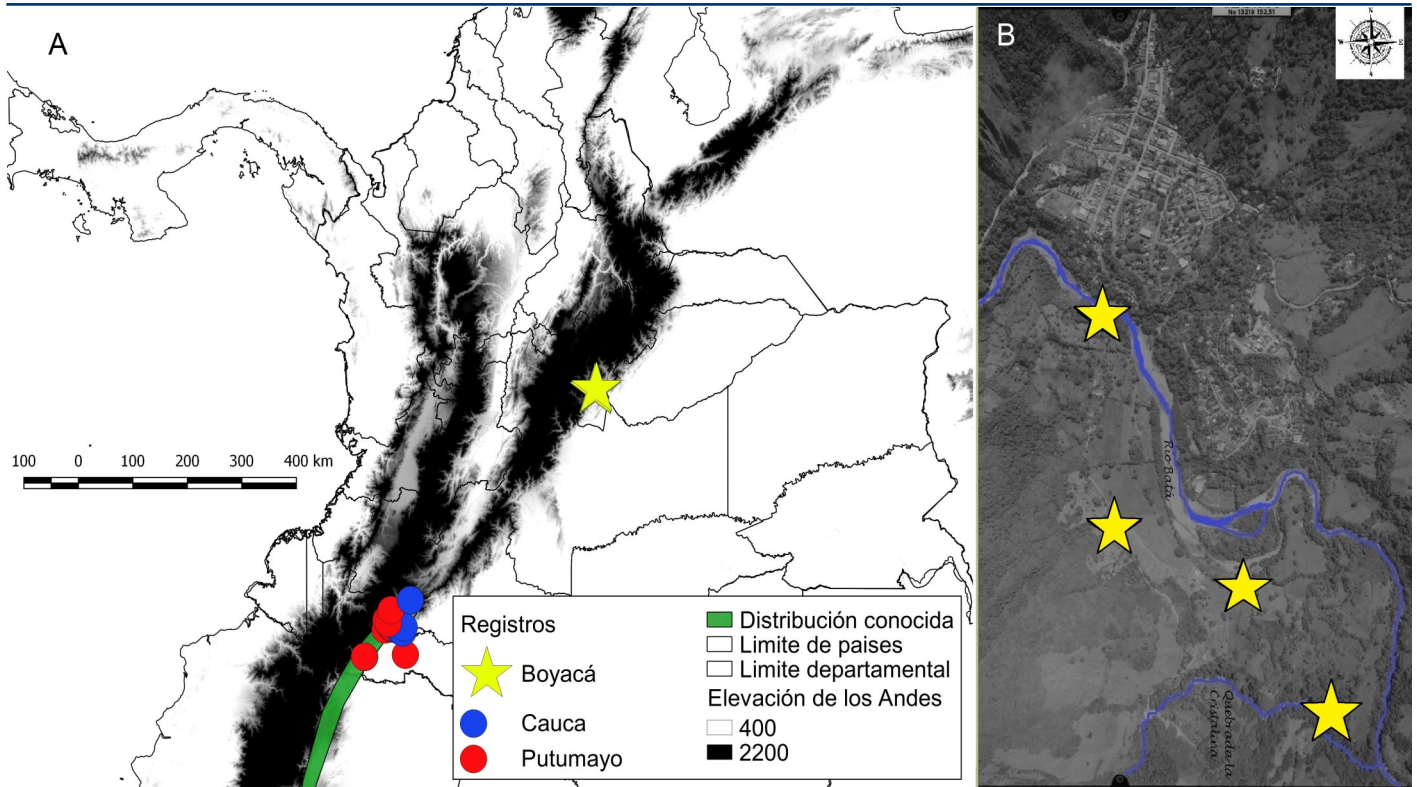 A
100 0 100 200 300 400 km
Registros
Boyacá
Cauca
Putumayo
Distribución conocida
Limite de paises
Limite departamental
Elevación de los Andes
400
2200
B
N
E
S
W
Río Batá
Quebrada la
Cristalina